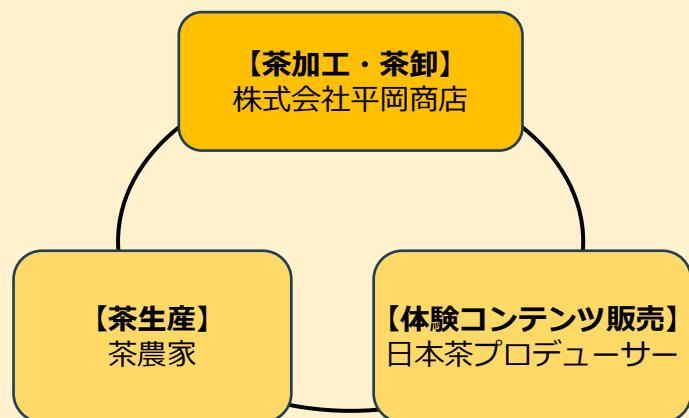 【茶加工・茶卸】
株式会社平岡商店
【茶生産】
茶農家
【体験コンテンツ販売】
日本茶プロデューサー